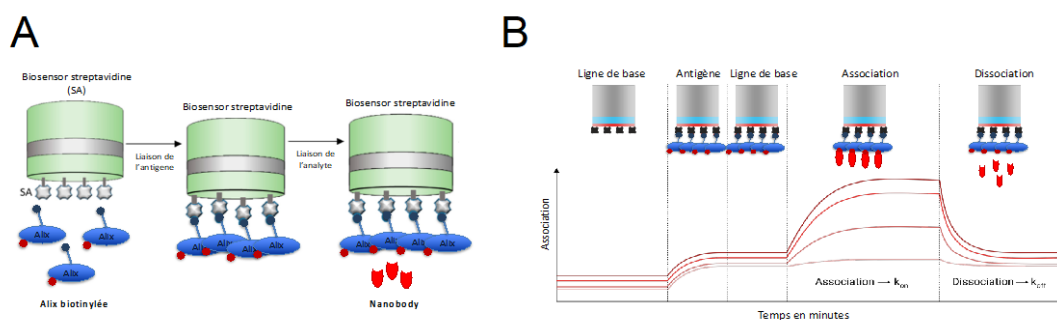 A
Biosensor streptavidine
(SA)
Biosensor streptavidine
Biosensor streptavidine
Liaison de
l'antigene
Liaison de
l'analyte
SA
Alix
Alix
Alix
Alix
Alix
Alix
Alix
Alix
Alix
Alix biotinylée
Nanobody
B
Ligne de base
Antigène
Ligne de base
Association
Dissociation
Association
Association → kon
Dissociation → koff
Temps en minutes